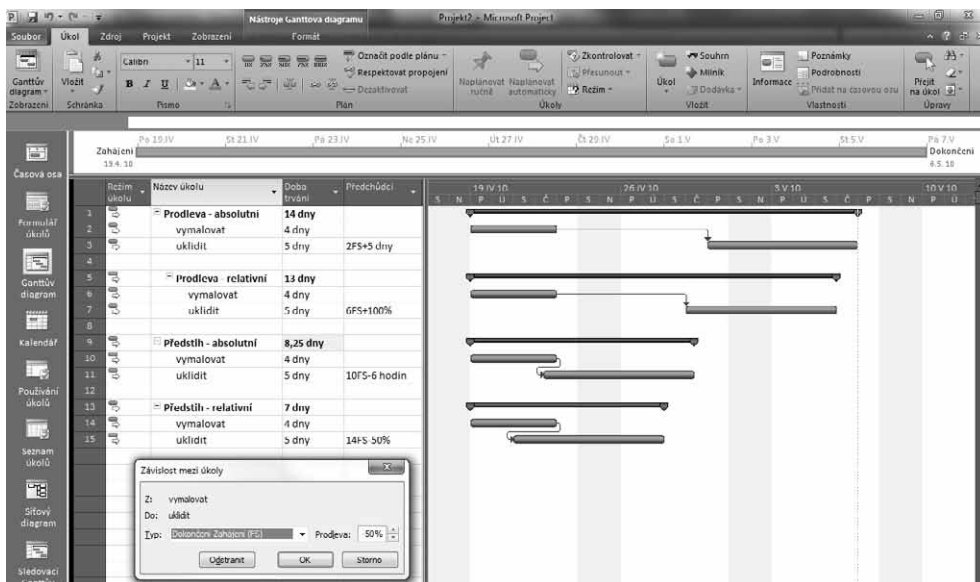 Nástroje Ganttova diagramu
Projekt2 - Microsoft Project
Soubor Úkol Zdroj Projekt Zobrazení Formát
Ganttův diagram
Zobrazení
Vložit
Schránka
Calibri 11
B I U A
Písmo
Označit podle plánu
Respektovat propojení
Deaktivovat
Plán
Naplánovat ručně
Naplánovat automaticky
Zkontrolovat
Přesunout
Režim
Úkoly
Úkol
Souhrn
Milník
Dodávka
Vložit
Informace
Poznámky
Podrobnosti
Přidat na časovou osu
Vlastnosti
Přejít na úkol
Úpravy
Po 19.IV St 21.IV Pá 23.IV Ne 25.IV Út 27.IV Čt 29.IV So 1.V Po 3.V St 5.V Pá 7.V
Zahájení
19.4. 10
Dokončení
6.5. 10
Časová osa
Formulář úkolů
Ganttův diagram
Kalendář
Používání úkolů
Seznam úkolů
Síťový diagram
Sledovací
Režim úkolu Název úkolu Doba trvání Předchůdci
19 IV 10 26 IV 10 3 V 10 10 V 10
S N P Ú S Č P S N P Ú S Č P S N P Ú S Č P S N P Ú
1 Prodleva - absolutní 14 dny
2 vymalovat 4 dny
3 uklidit 5 dny 2FS+5 dny
4
5 Prodleva - relativní 13 dny
6 vymalovat 4 dny
7 uklidit 5 dny 6FS+100%
8
9 Předstih - absolutní 8,25 dny
10 vymalovat 4 dny
11 uklidit 5 dny 10FS-6 hodin
12
13 Předstih - relativní 7 dny
14 vymalovat 4 dny
15 uklidit 5 dny 14FS-50%
Závislost mezi úkoly
Z: vymalovat
Do: uklidit
Typ: Dokončení Zahájení (FS) Prodleva: 50%
Odstranit OK Storno